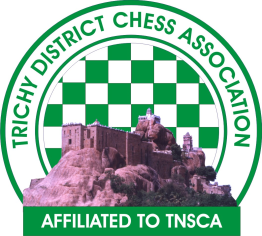 TRICHY DISTRICT CHESS ASSOCIATION
AFFILIATED TO TNSCA